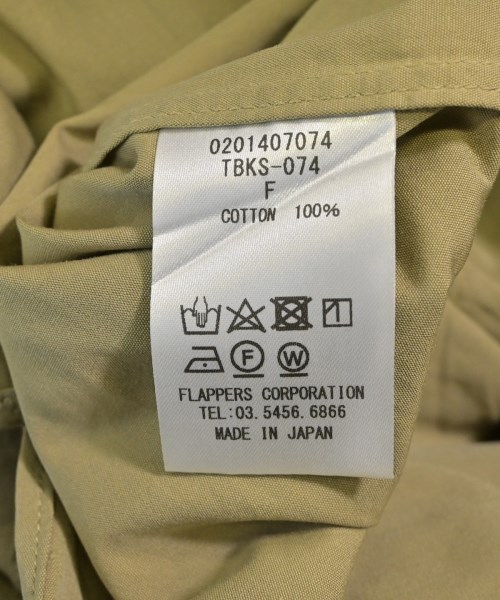 0201407074
TBKS-074
F
COTTON 100%
F W
FLAPPERS CORPORATION
TEL:03.5456.6866
MADE IN JAPAN